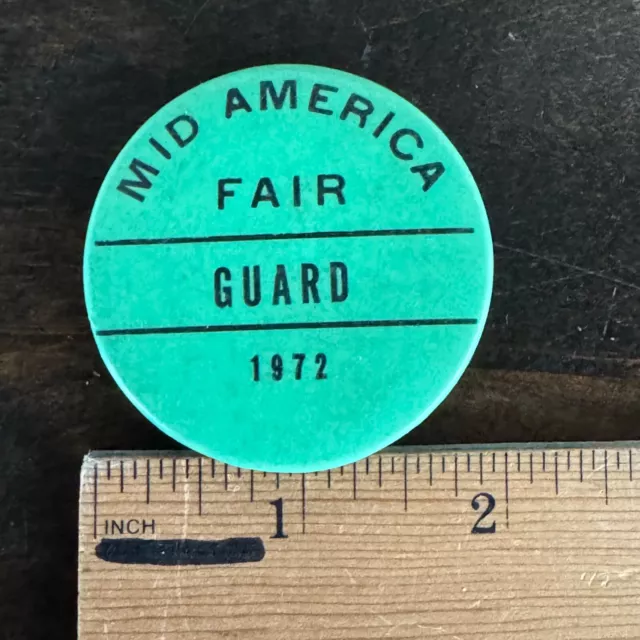 MID AMERICA
FAIR
GUARD
1972
1 2
INCH